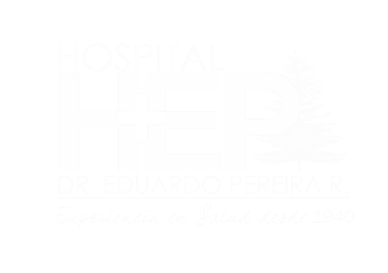 HOSPITAL
HEP
DR. EDUARDO PEREIRA R.
Experiencia en Salud desde 1940